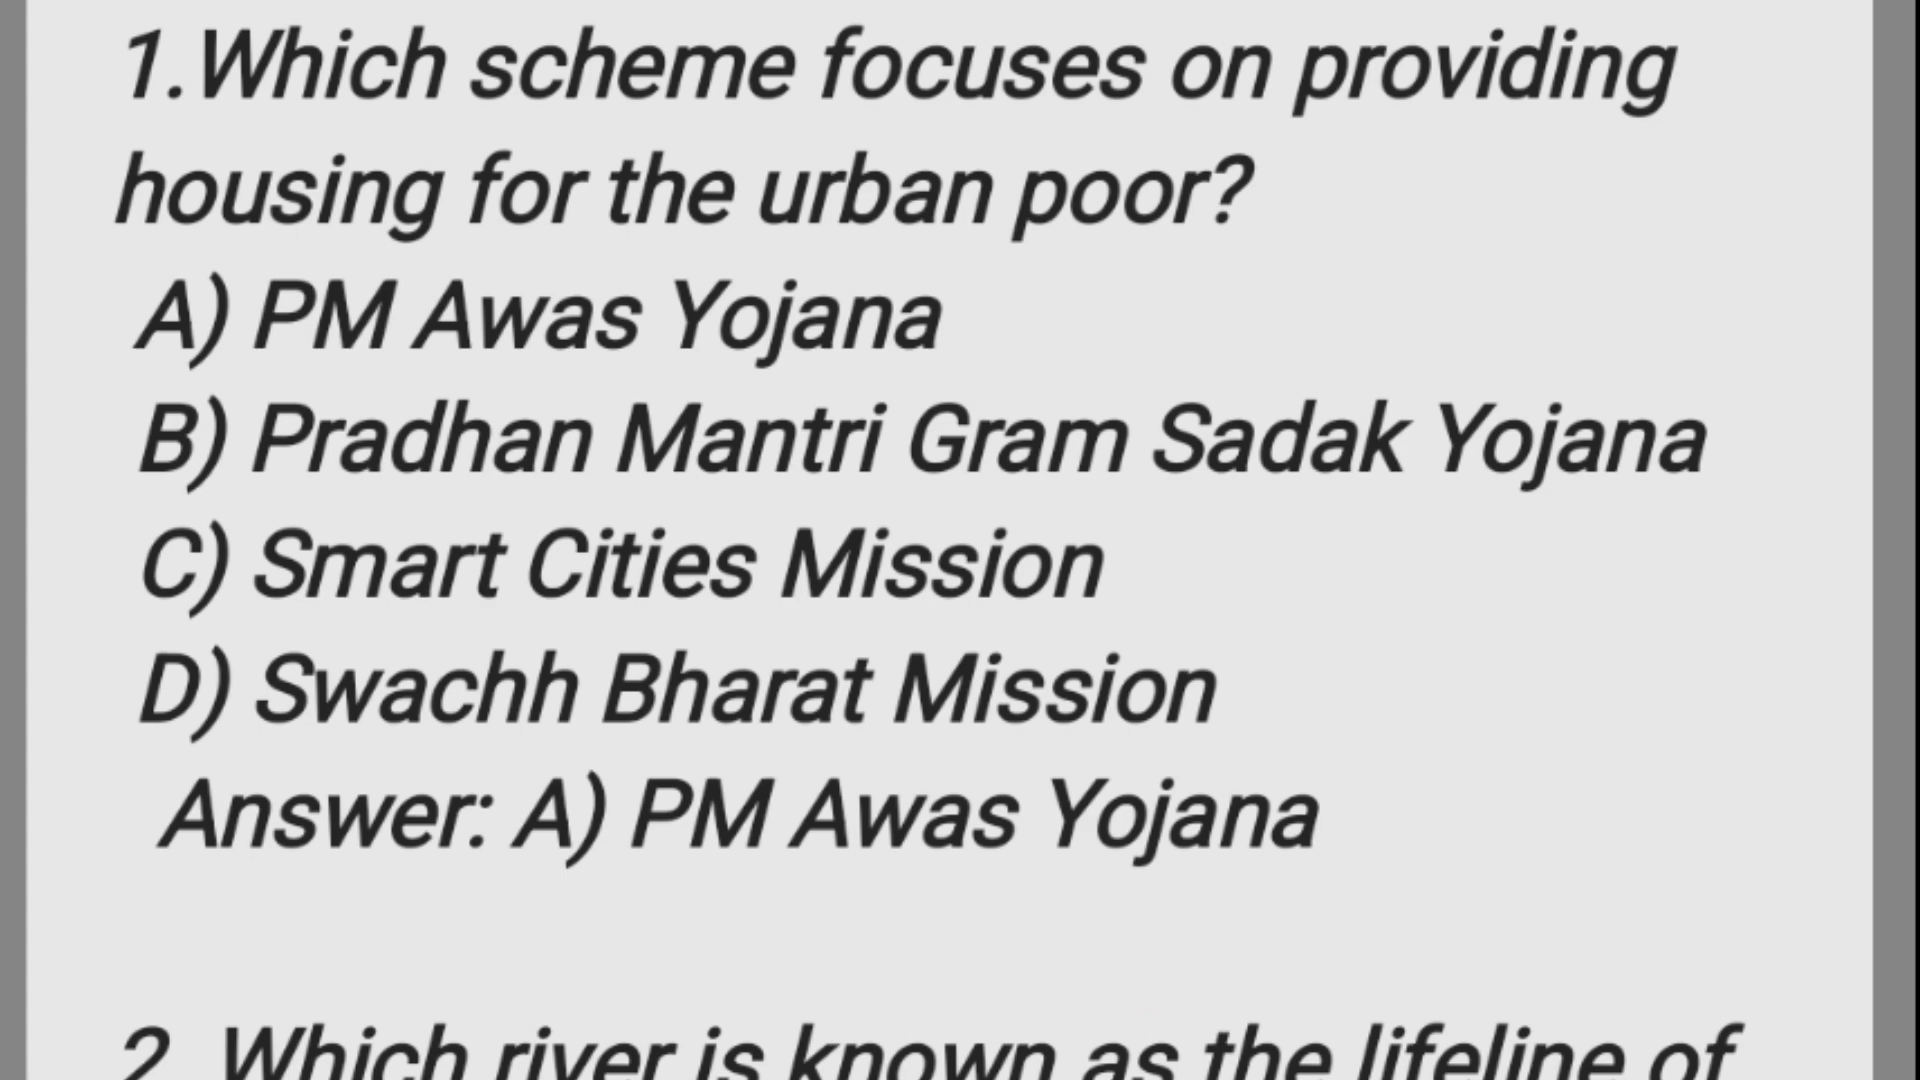 1.Which scheme focuses on providing
housing for the urban poor?
A) PM Awas Yojana
B) Pradhan Mantri Gram Sadak Yojana
C) Smart Cities Mission
D) Swachh Bharat Mission
Answer: A) PM Awas Yojana
2. Which river is known as the lifeline of